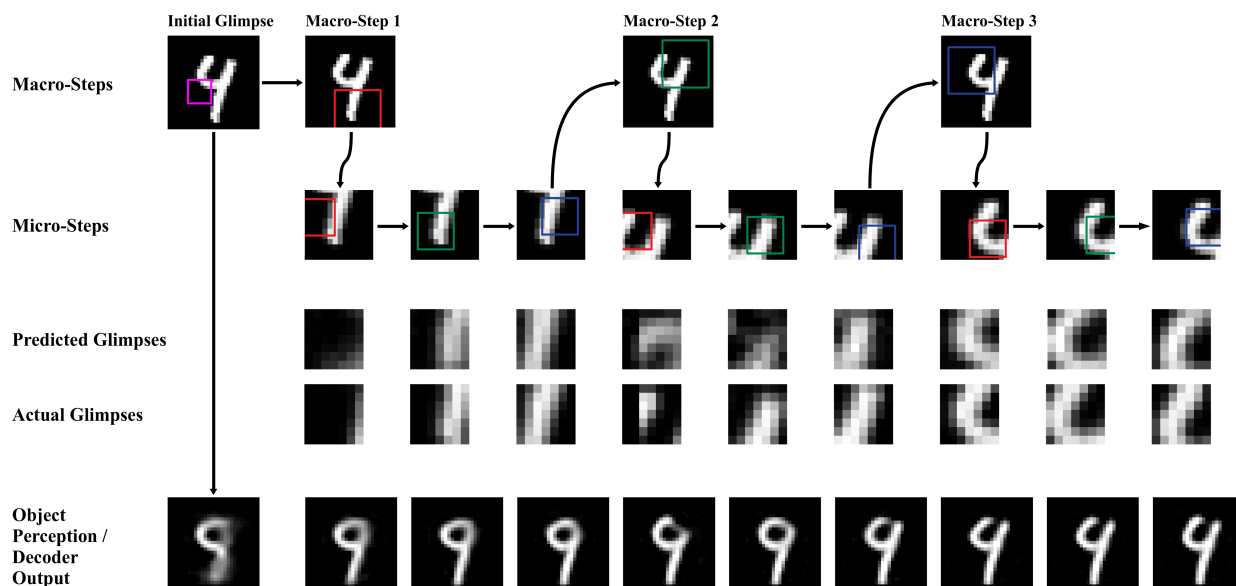 Initial Glimpse
Macro-Step 1
Macro-Step 2
Macro-Step 3
Macro-Steps
Micro-Steps
Predicted Glimpses
Actual Glimpses
Object
Perception /
Decoder
Output